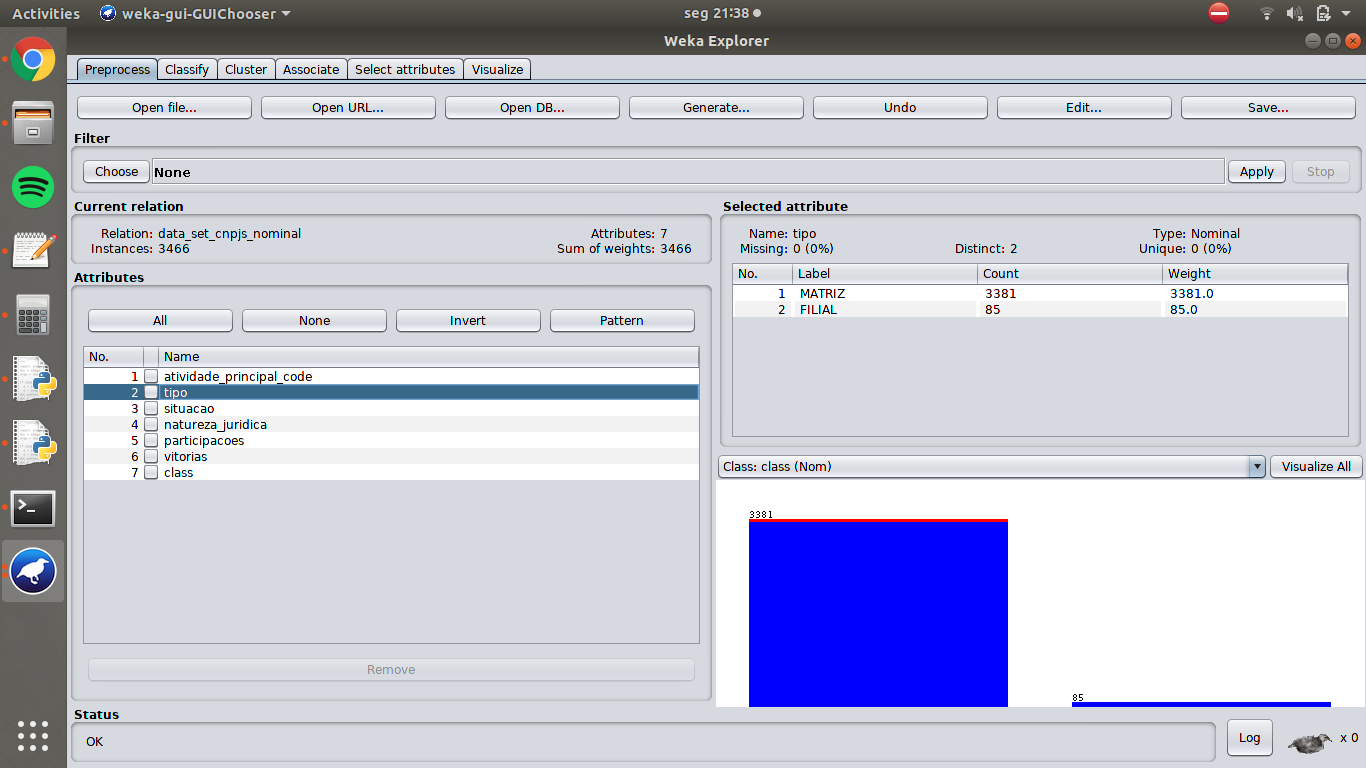 Activities weka-gui-GUIChooser seg 21:38
Weka Explorer
Preprocess Classify Cluster Associate Select attributes Visualize
Open file... Open URL... Open DB... Generate... Undo Edit... Save...
Filter
Choose None Apply Stop
Current relation
Relation: data_set_cnpjs_nominal Attributes: 7
Instances: 3466 Sum of weights: 3466
Attributes
All None Invert Pattern
No. Name
1 atividade_principal_code
2 tipo
3 situacao
4 natureza_juridica
5 participacoes
6 vitorias
7 class
Remove
Selected attribute
Name: tipo Type: Nominal
Missing: 0 (0%) Distinct: 2 Unique: 0 (0%)
No. Label Count Weight
1 MATRIZ 3381 3381.0
2 FILIAL 85 85.0
Class: class (Nom) Visualize All
3381
85
Status
OK Log x 0